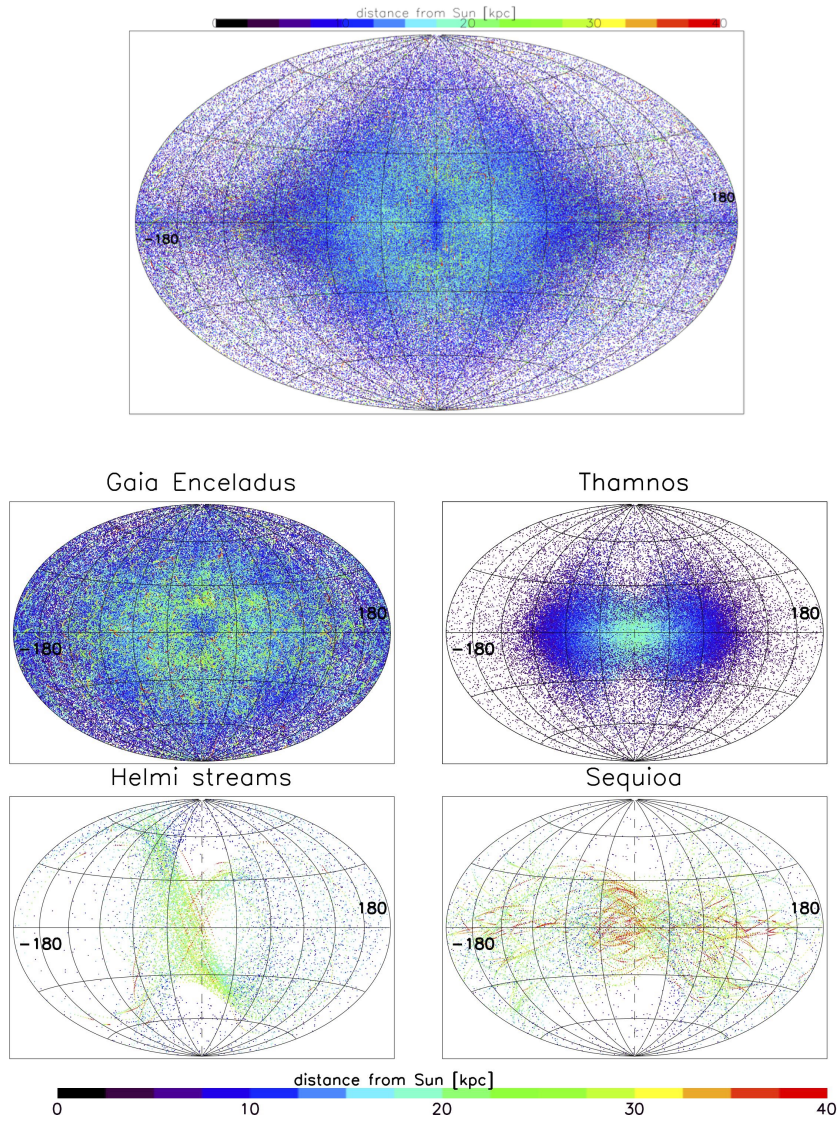 distance from Sun [kpc]
20 30
180
-180
Gaia Enceladus Thamnos
180 180
-180 -180
Helmi streams Sequioa
180 180
-180 -180
distance from Sun [kpc]
0 10 20 30 40